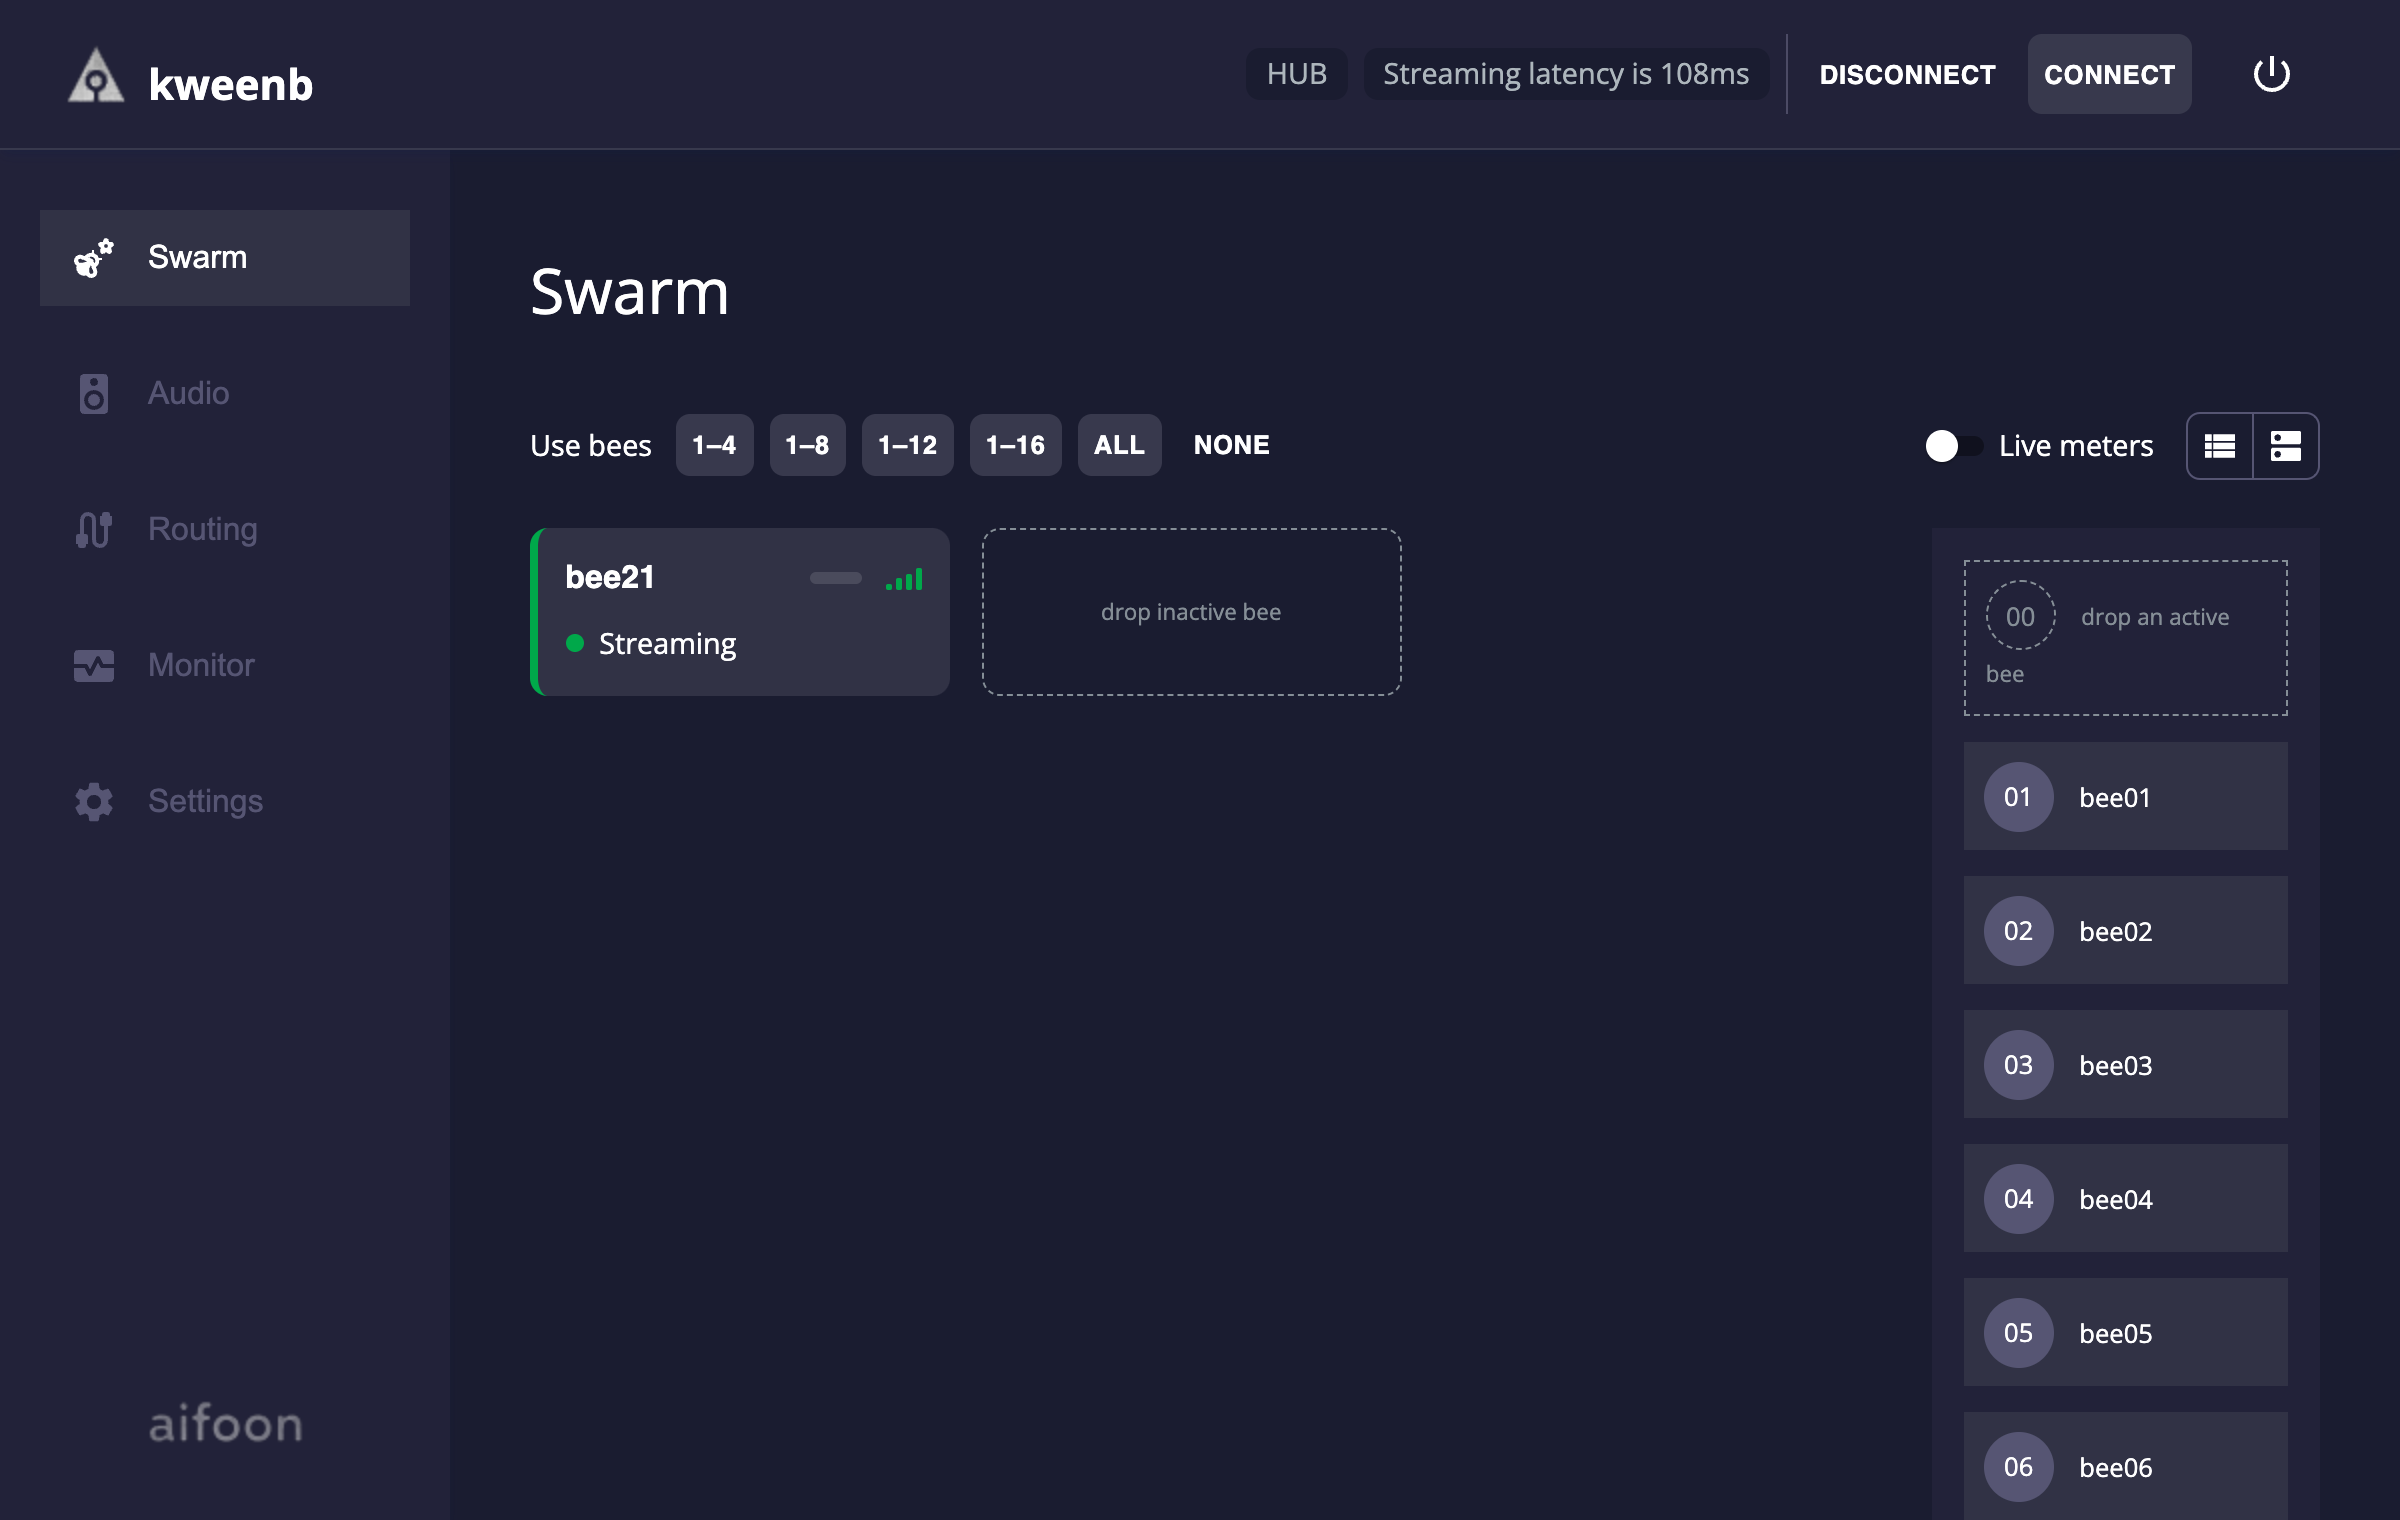 kweenb
HUB
Streaming latency is 108ms
DISCONNECT
CONNECT
Swarm
Audio
Routing
Monitor
Settings
aifoon
Swarm
Use bees
1–4
1–8
1–12
1–16
ALL
NONE
Live meters
bee21
Streaming
drop inactive bee
00 drop an active
bee
01 bee01
02 bee02
03 bee03
04 bee04
05 bee05
06 bee06